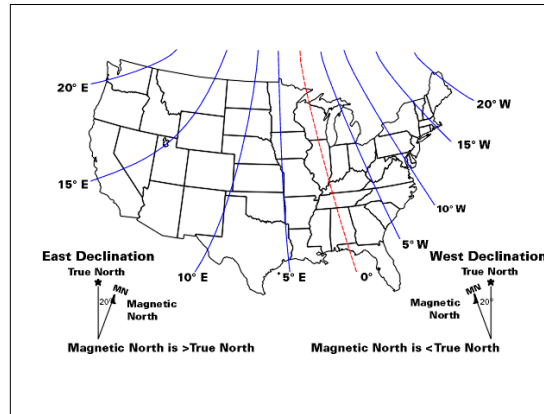 20° E
20° W
15° W
15° E
10° W
5° W
East Declination
True North
MN
20°
Magnetic
North
10° E
5° E
0°
West Declination
True North
MN
20°
Magnetic
North
Magnetic North is >True North
Magnetic North is <True North